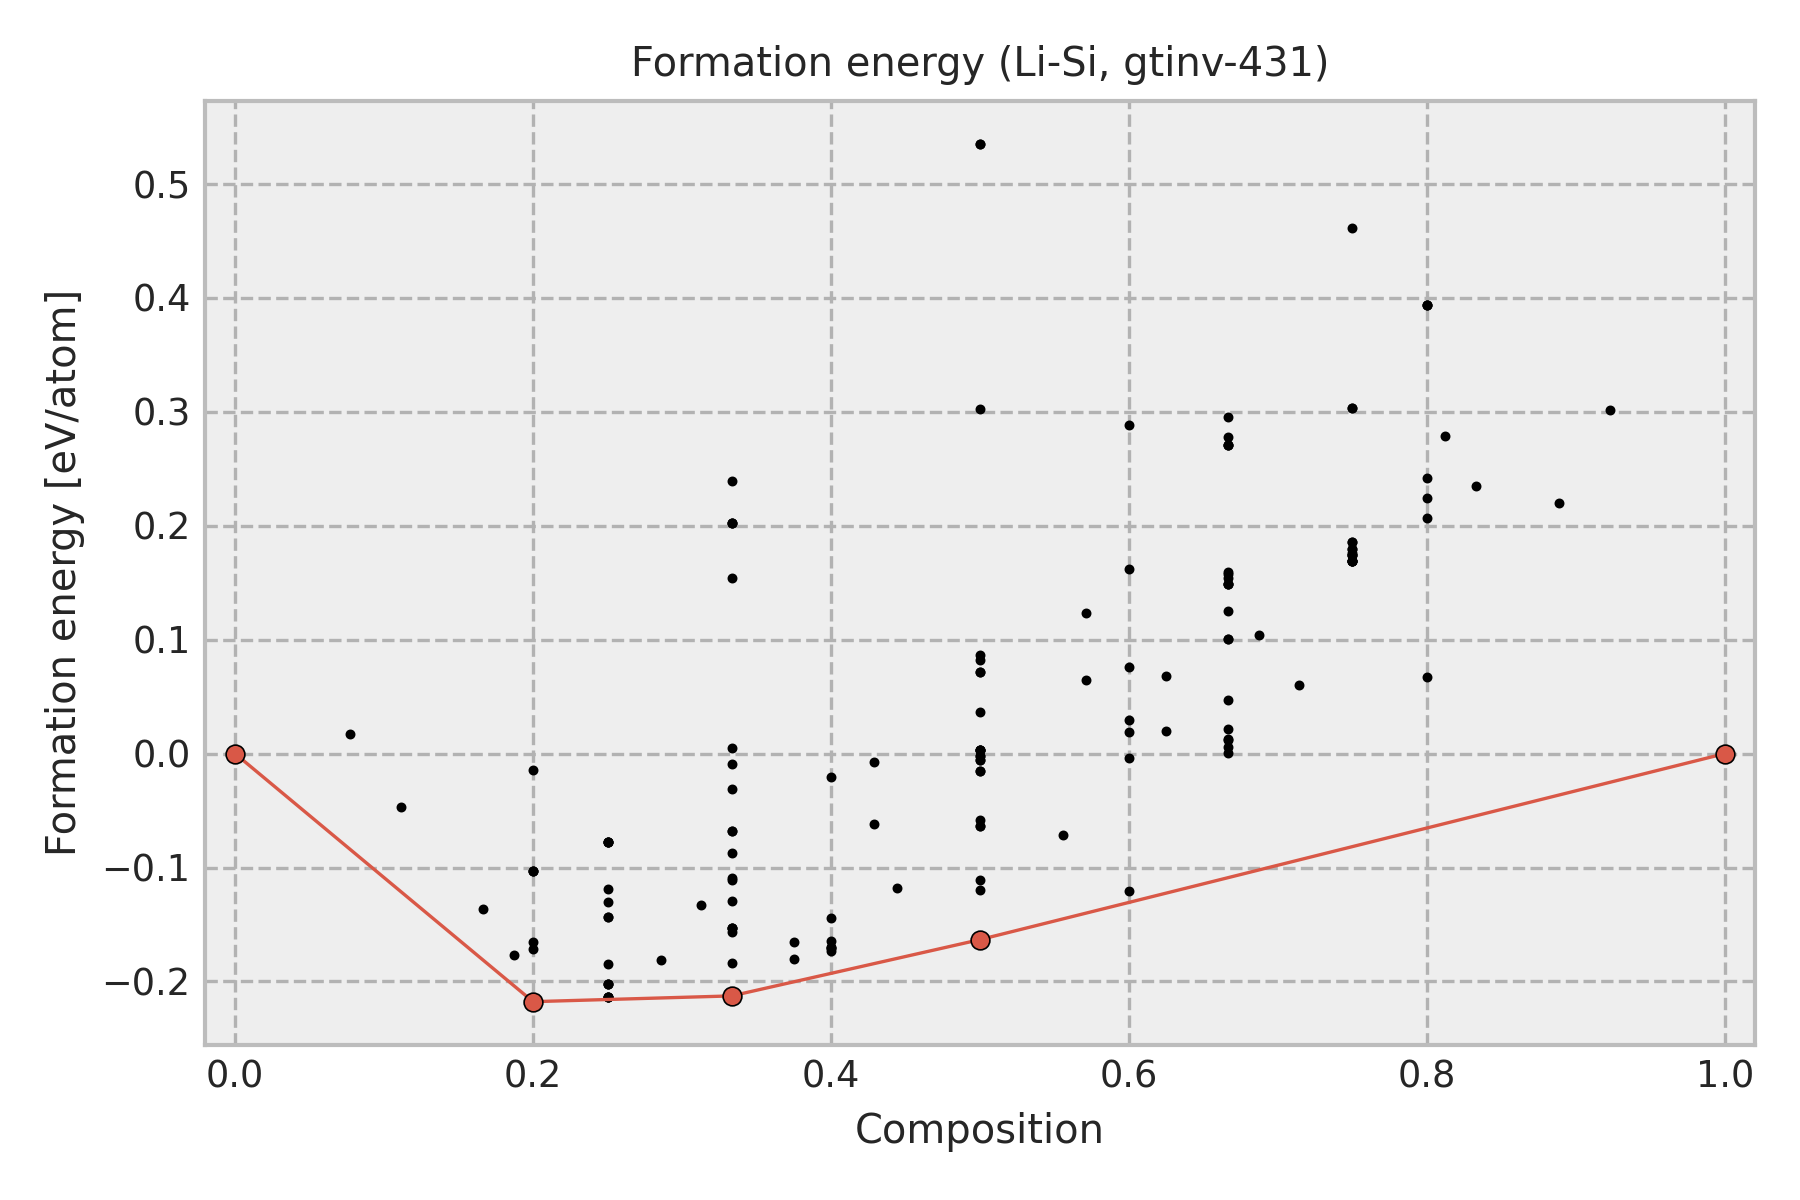 Formation energy (Li-Si, gtinv-431)
Formation energy [eV/atom]
0.5
0.4
0.3
0.2
0.1
0.0
−0.1
−0.2
0.0 0.2 0.4 0.6 0.8 1.0
Composition